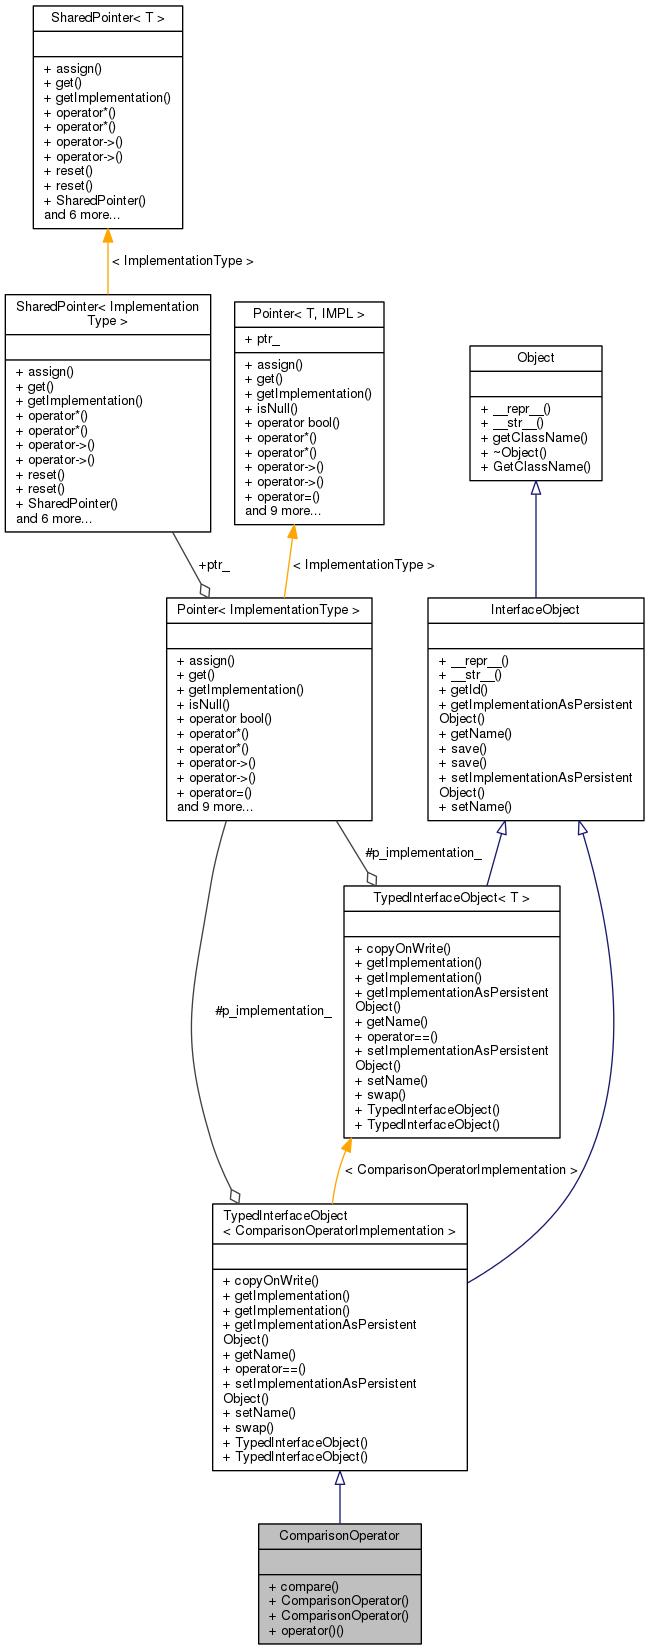 SharedPointer< T >
+ assign()
+ get()
+ getImplementation()
+ operator*()
+ operator*()
+ operator->()
+ operator->()
+ reset()
+ reset()
+ SharedPointer()
and 6 more...
< ImplementationType >
SharedPointer< Implementation
Type >
+ assign()
+ get()
+ getImplementation()
+ operator*()
+ operator*()
+ operator->()
+ operator->()
+ reset()
+ reset()
+ SharedPointer()
and 6 more...
Pointer< T, IMPL >
+ ptr_
+ assign()
+ get()
+ getImplementation()
+ isNull()
+ operator bool()
+ operator*()
+ operator*()
+ operator->()
+ operator->()
+ operator=()
and 9 more...
Object
+ __repr__()
+ __str__()
+ getClassName()
+ ~Object()
+ GetClassName()
+ptr_
< ImplementationType >
Pointer< ImplementationType >
+ assign()
+ get()
+ getImplementation()
+ isNull()
+ operator bool()
+ operator*()
+ operator*()
+ operator->()
+ operator->()
+ operator=()
and 9 more...
InterfaceObject
+ __repr__()
+ __str__()
+ getId()
+ getImplementationAsPersistent
Object()
+ getName()
+ save()
+ save()
+ setImplementationAsPersistent
Object()
+ setName()
#p_implementation_
TypedInterfaceObject< T >
+ copyOnWrite()
+ getImplementation()
+ getImplementation()
+ getImplementationAsPersistent
Object()
+ getName()
+ operator==()
+ setImplementationAsPersistent
Object()
+ setName()
+ swap()
+ TypedInterfaceObject()
+ TypedInterfaceObject()
#p_implementation_
< ComparisonOperatorImplementation >
TypedInterfaceObject
< ComparisonOperatorImplementation >
+ copyOnWrite()
+ getImplementation()
+ getImplementation()
+ getImplementationAsPersistent
Object()
+ getName()
+ operator==()
+ setImplementationAsPersistent
Object()
+ setName()
+ swap()
+ TypedInterfaceObject()
+ TypedInterfaceObject()
ComparisonOperator
+ compare()
+ ComparisonOperator()
+ ComparisonOperator()
+ operator()()